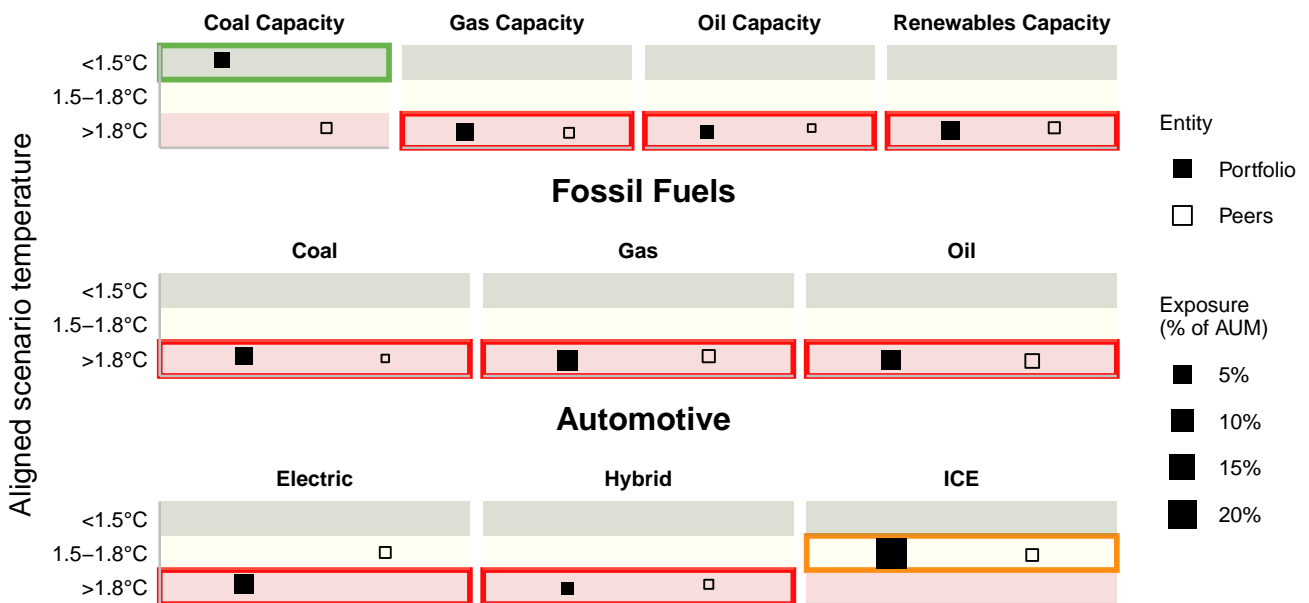 Coal Capacity Gas Capacity Oil Capacity Renewables Capacity
<1.5°C
1.5−1.8°C
>1.8°C
Fossil Fuels
Coal Gas Oil
<1.5°C
1.5−1.8°C
>1.8°C
Automotive
Electric Hybrid ICE
<1.5°C
1.5−1.8°C
>1.8°C
Aligned scenario temperature
Entity
Portfolio
Peers
Exposure
(% of AUM)
5%
10%
15%
20%